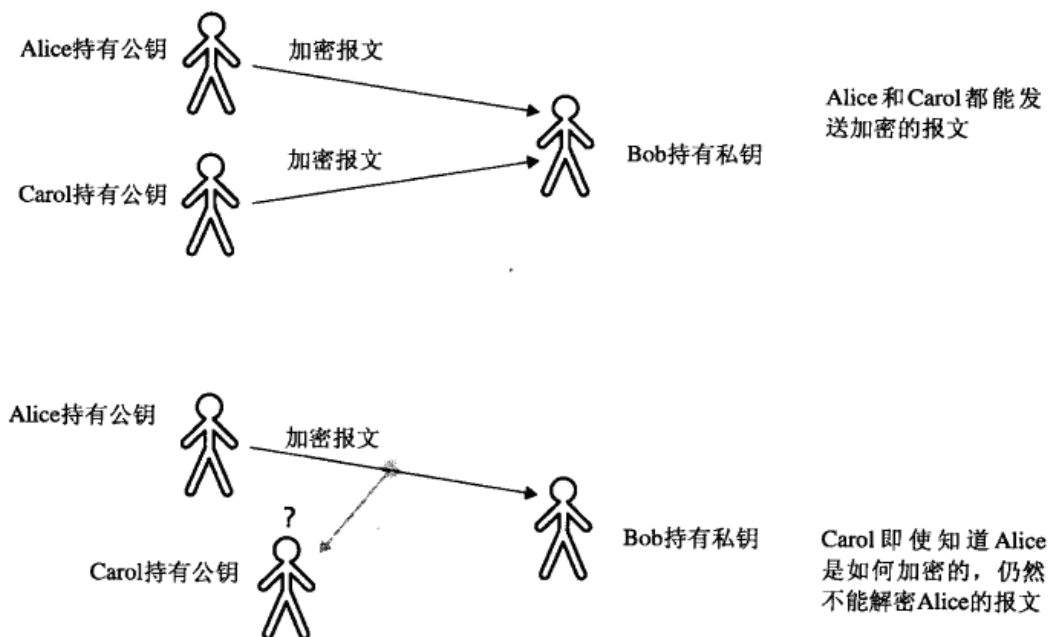 Alice持有公钥
加密报文
Alice和Carol都能发
送加密的报文
加密报文
Bob持有私钥
Carol持有公钥
Alice持有公钥
加密报文
?
Bob持有私钥
Carol即使知道Alice
是如何加密的，仍然
不能解密Alice的报文
Carol持有公钥